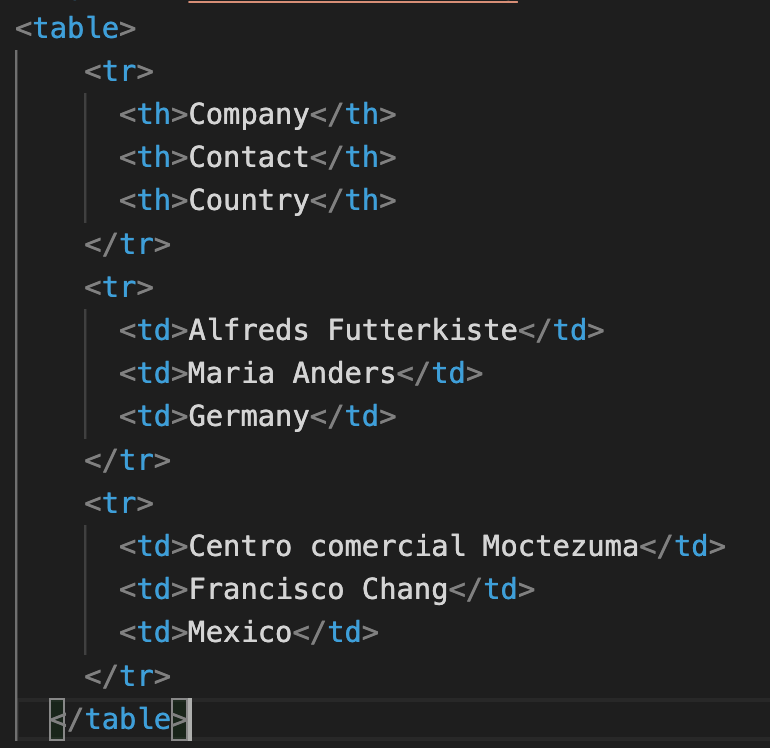 <table>
<tr>
<th>Company</th>
<th>Contact</th>
<th>Country</th>
</tr>
<tr>
<td>Alfreds Futterkiste</td>
<td>Maria Anders</td>
<td>Germany</td>
</tr>
<tr>
<td>Centro comercial Moctezuma</td>
<td>Francisco Chang</td>
<td>Mexico</td>
</tr>
</table>